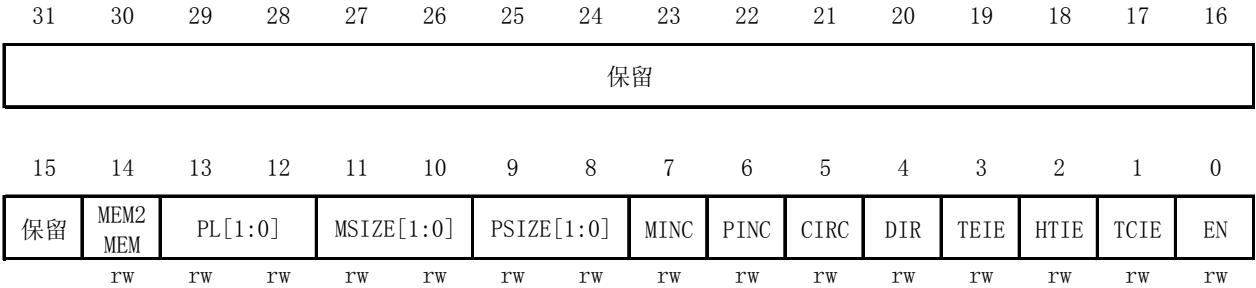 31 30 29 28 27 26 25 24 23 22 21 20 19 18 17 16
保留
15 14 13 12 11 10 9 8 7 6 5 4 3 2 1 0
保留 MEM2 MEM PL[1:0] MSIZE[1:0] PSIZE[1:0] MINC PINC CIRC DIR TEIE HTIE TCIE EN
rw rw rw rw rw rw rw rw rw rw rw rw rw rw rw